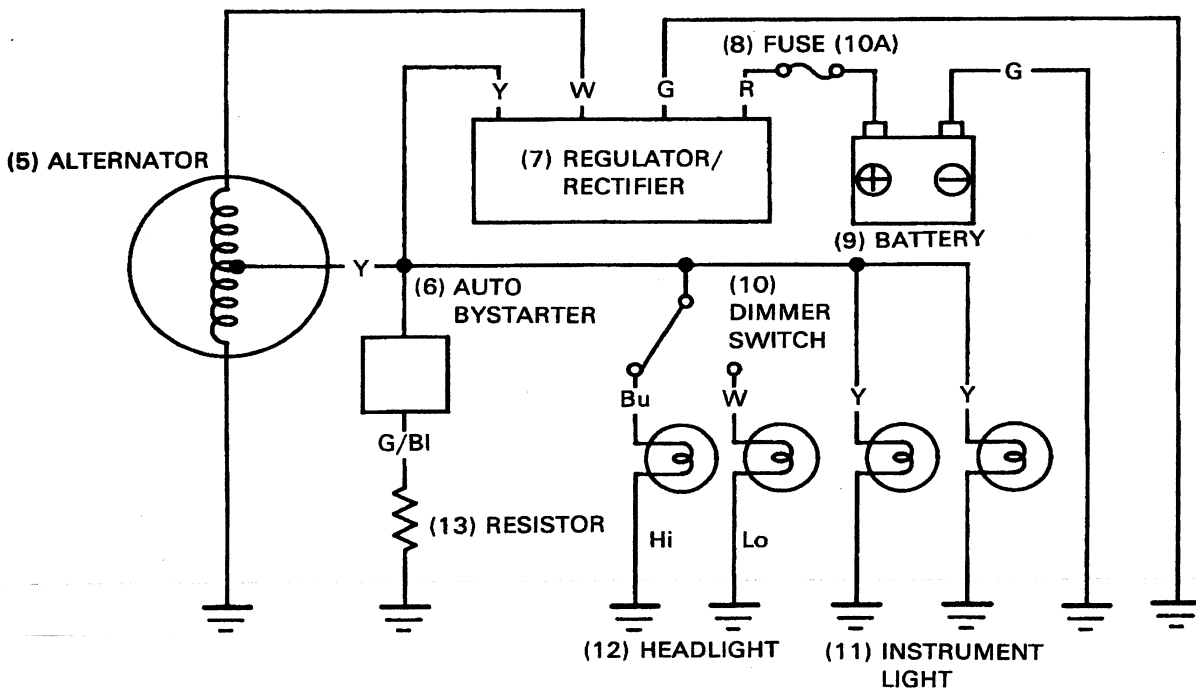 (8) FUSE (10A)
Y
W
G
R
G
(5) ALTERNATOR
(7) REGULATOR/
RECTIFIER
(9) BATTERY
Y
(6) AUTO
BYSTARTER
(10)
DIMMER
SWITCH
Bu
W
Y
Y
G/Bl
(13) RESISTOR
Hi
Lo
(12) HEADLIGHT
(11) INSTRUMENT
LIGHT